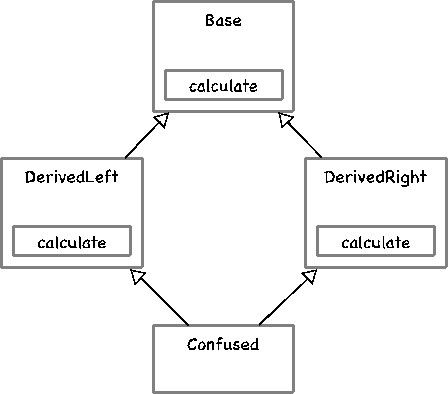 Base
calculate
DerivedLeft
DerivedRight
calculate
calculate
Confused